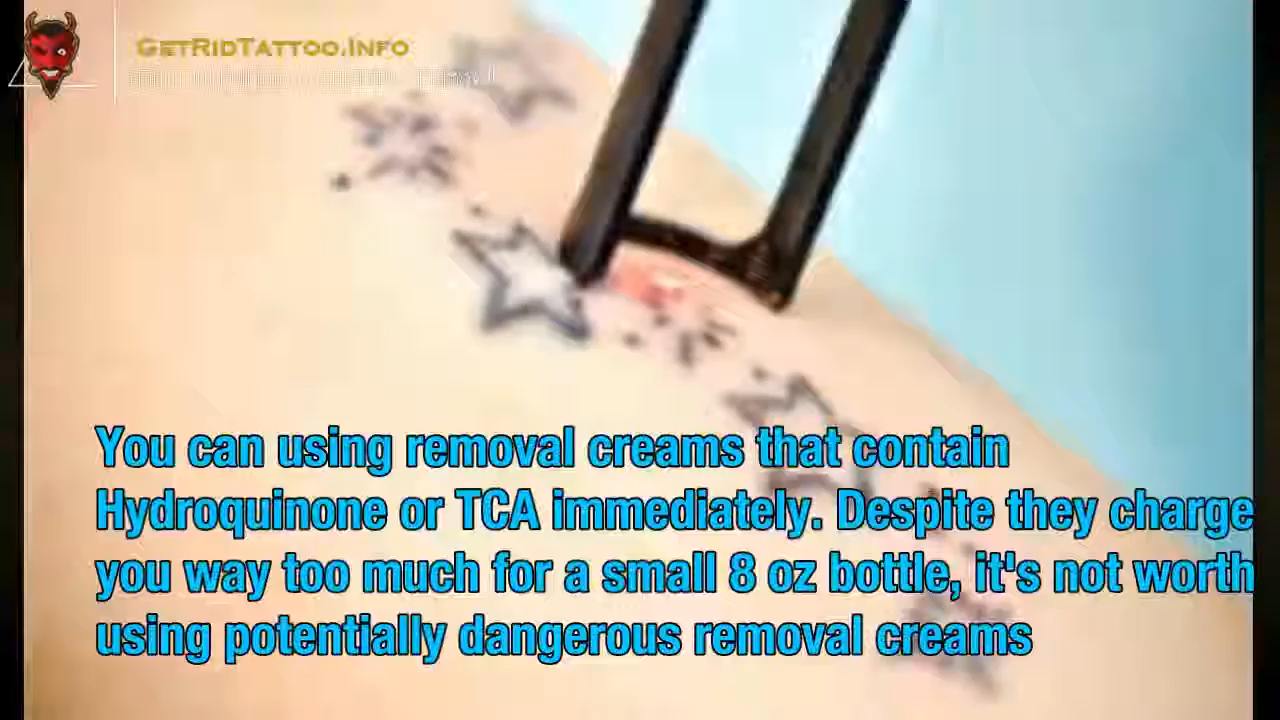 GetRidTattoo.Info
You can using removal creams that contain
Hydroquinone or TCA immediately. Despite they charge
you way too much for a small 8 oz bottle, it's not worth
using potentially dangerous removal creams